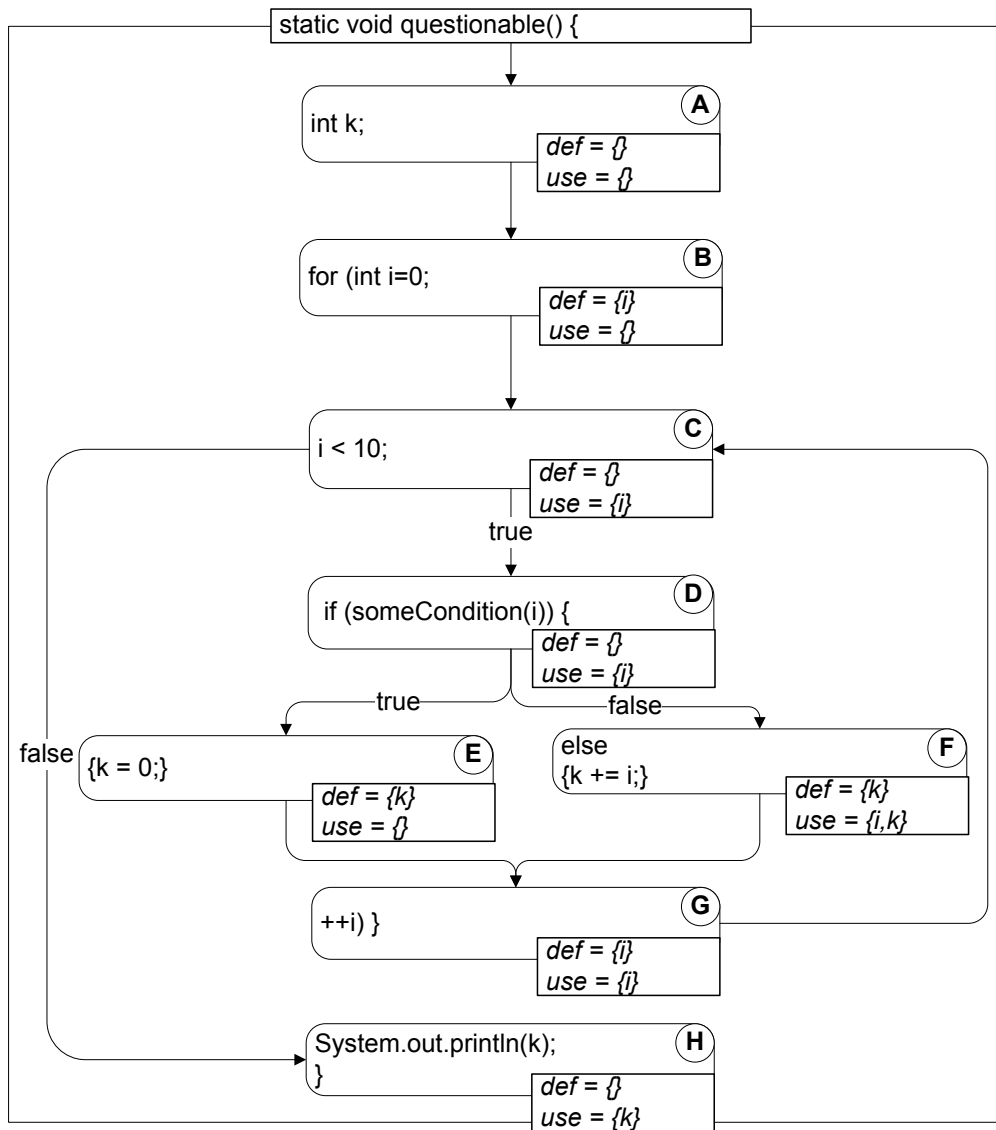 static void questionable() {
A
int k;
def = {}
use = {}
B
for (int i=0;
def = {i}
use = {}
C
i < 10;
def = {}
use = {i}
true
D
if (someCondition(i)) {
def = {}
use = {i}
true
false
false
E
{k = 0;}
def = {k}
use = {}
F
else
{k += i;}
def = {k}
use = {i,k}
G
++i) }
def = {i}
use = {i}
H
System.out.println(k);
}
def = {}
use = {k}